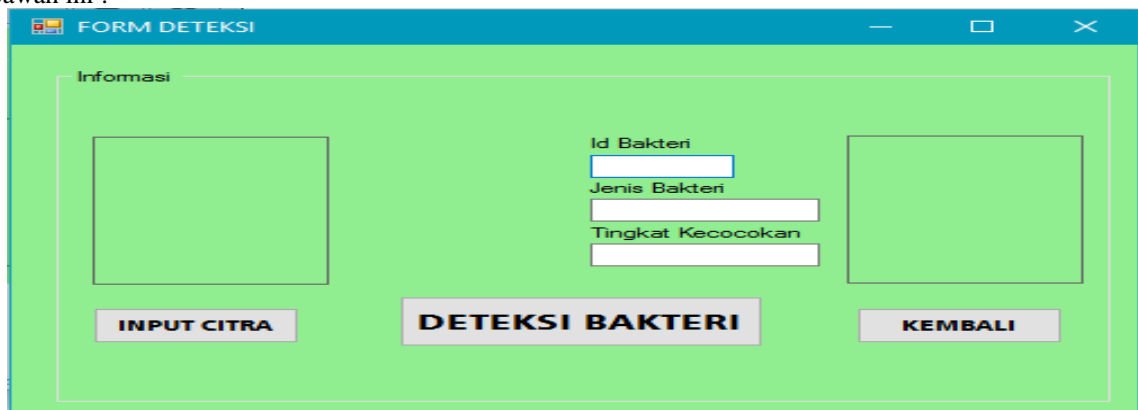 FORM DETEKSI
Informasi
Id Bakteri
Jenis Bakteri
Tingkat Kecocokan
INPUT CITRA
DETEKSI BAKTERI
KEMBALI